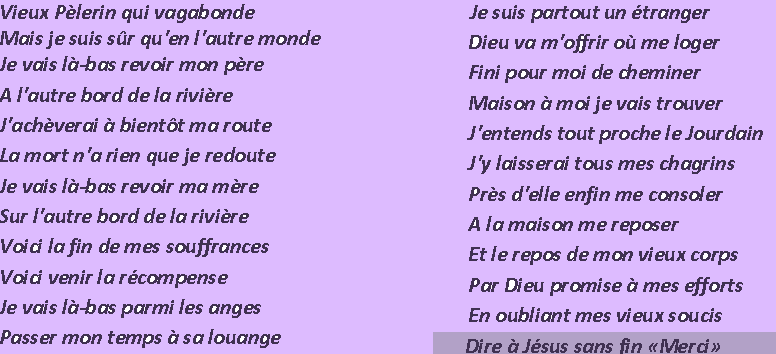 Vieux Pèlerin qui vagabonde
Mais je suis sûr qu'en l'autre monde
Je vais là-bas revoir mon père
A l'autre bord de la rivière
J'achèverai à bientôt ma route
La mort n'a rien que je redoute
Je vais là-bas revoir ma mère
Sur l'autre bord de la rivière
Voici la fin de mes souffrances
Voici venir la récompense
Je vais là-bas parmi les anges
Passer mon temps à sa louange
Je suis partout un étranger
Dieu va m'offrir où me loger
Fini pour moi de cheminer
Maison à moi je vais trouver
J'entends tout proche le Jourdain
J'y laisserai tous mes chagrins
Près d'elle enfin me consoler
A la maison me reposer
Et le repos de mon vieux corps
Par Dieu promise à mes efforts
En oubliant mes vieux soucis
Dire à Jésus sans fin «Merci»